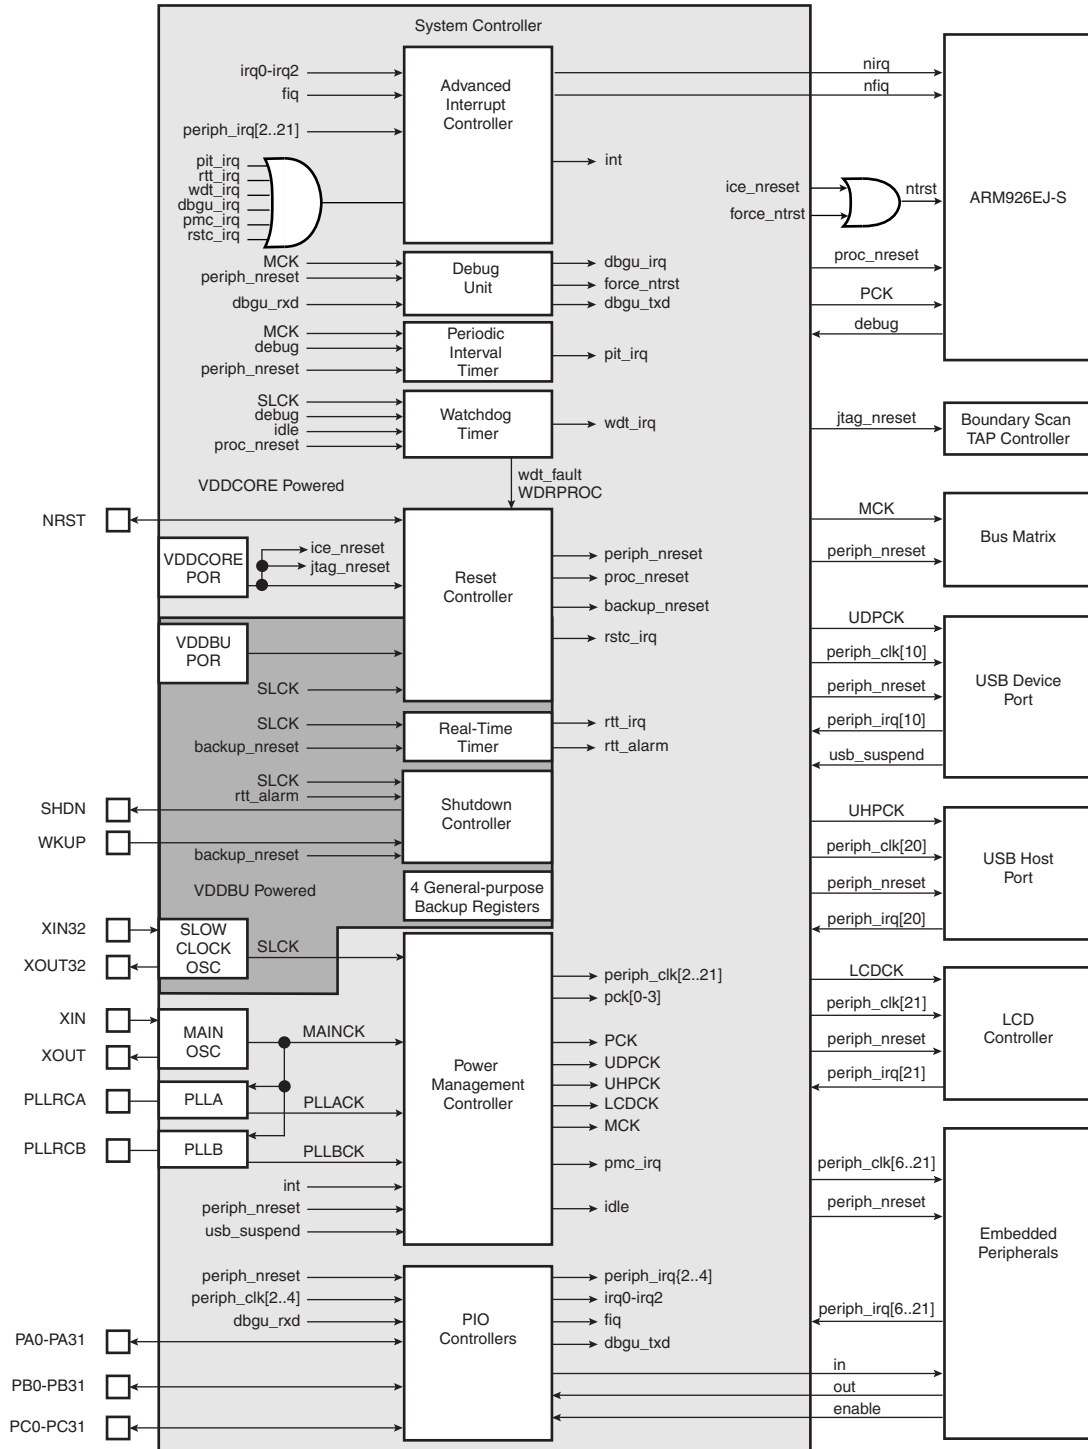 System Controller
irq0-irq2
fiq
periph_irq[2..21]
pit_irq
rtt_irq
wdt_irq
dbgu_irq
pmc_irq
rstc_irq
Advanced
Interrupt
Controller
int
nirq
nfiq
ice_nreset
force_ntrst
ntrst
ARM926EJ-S
proc_nreset
PCK
debug
MCK
periph_nreset
dbgu_rxd
Debug
Unit
dbgu_irq
force_ntrst
dbgu_txd
MCK
debug
periph_nreset
Periodic
Interval
Timer
pit_irq
SLCK
debug
idle
proc_nreset
Watchdog
Timer
wdt_irq
jtag_nreset
Boundary Scan
TAP Controller
wdt_fault
WDRPROC
VDDCORE Powered
NRST
VDDCORE
POR
ice_nreset
jtag_nreset
Reset
Controller
periph_nreset
proc_nreset
backup_nreset
rstc_irq
MCK
periph_nreset
Bus Matrix
VDDBU
POR
SLCK
UDPCK
periph_clk[10]
periph_nreset
periph_irq[10]
usb_suspend
USB Device
Port
SLCK
backup_nreset
Real-Time
Timer
rtt_irq
rtt_alarm
SHDN
WKUP
SLCK
rtt_alarm
backup_nreset
Shutdown
Controller
VDDBU Powered
4 General-purpose
Backup Registers
UHPCK
periph_clk[20]
periph_nreset
periph_irq[20]
USB Host
Port
XIN32
XOUT32
SLOW
CLOCK
OSC
SLCK
XIN
XOUT
MAIN
OSC
MAINCK
PLLRCA
PLLA
PLLACK
PLLRCB
PLLB
PLLBCK
int
periph_nreset
usb_suspend
Power
Management
Controller
periph_clk[2..21]
pck[0-3]
PCK
UDPCK
UHPCK
LCDCK
MCK
pmc_irq
idle
LCDCK
periph_clk[21]
periph_nreset
periph_irq[21]
LCD
Controller
periph_clk[6..21]
periph_nreset
periph_irq[6..21]
in
out
enable
Embedded
Peripherals
periph_nreset
periph_clk[2..4]
dbgu_rxd
PA0-PA31
PB0-PB31
PC0-PC31
PIO
Controllers
periph_irq{2..4]
irq0-irq2
fiq
dbgu_txd